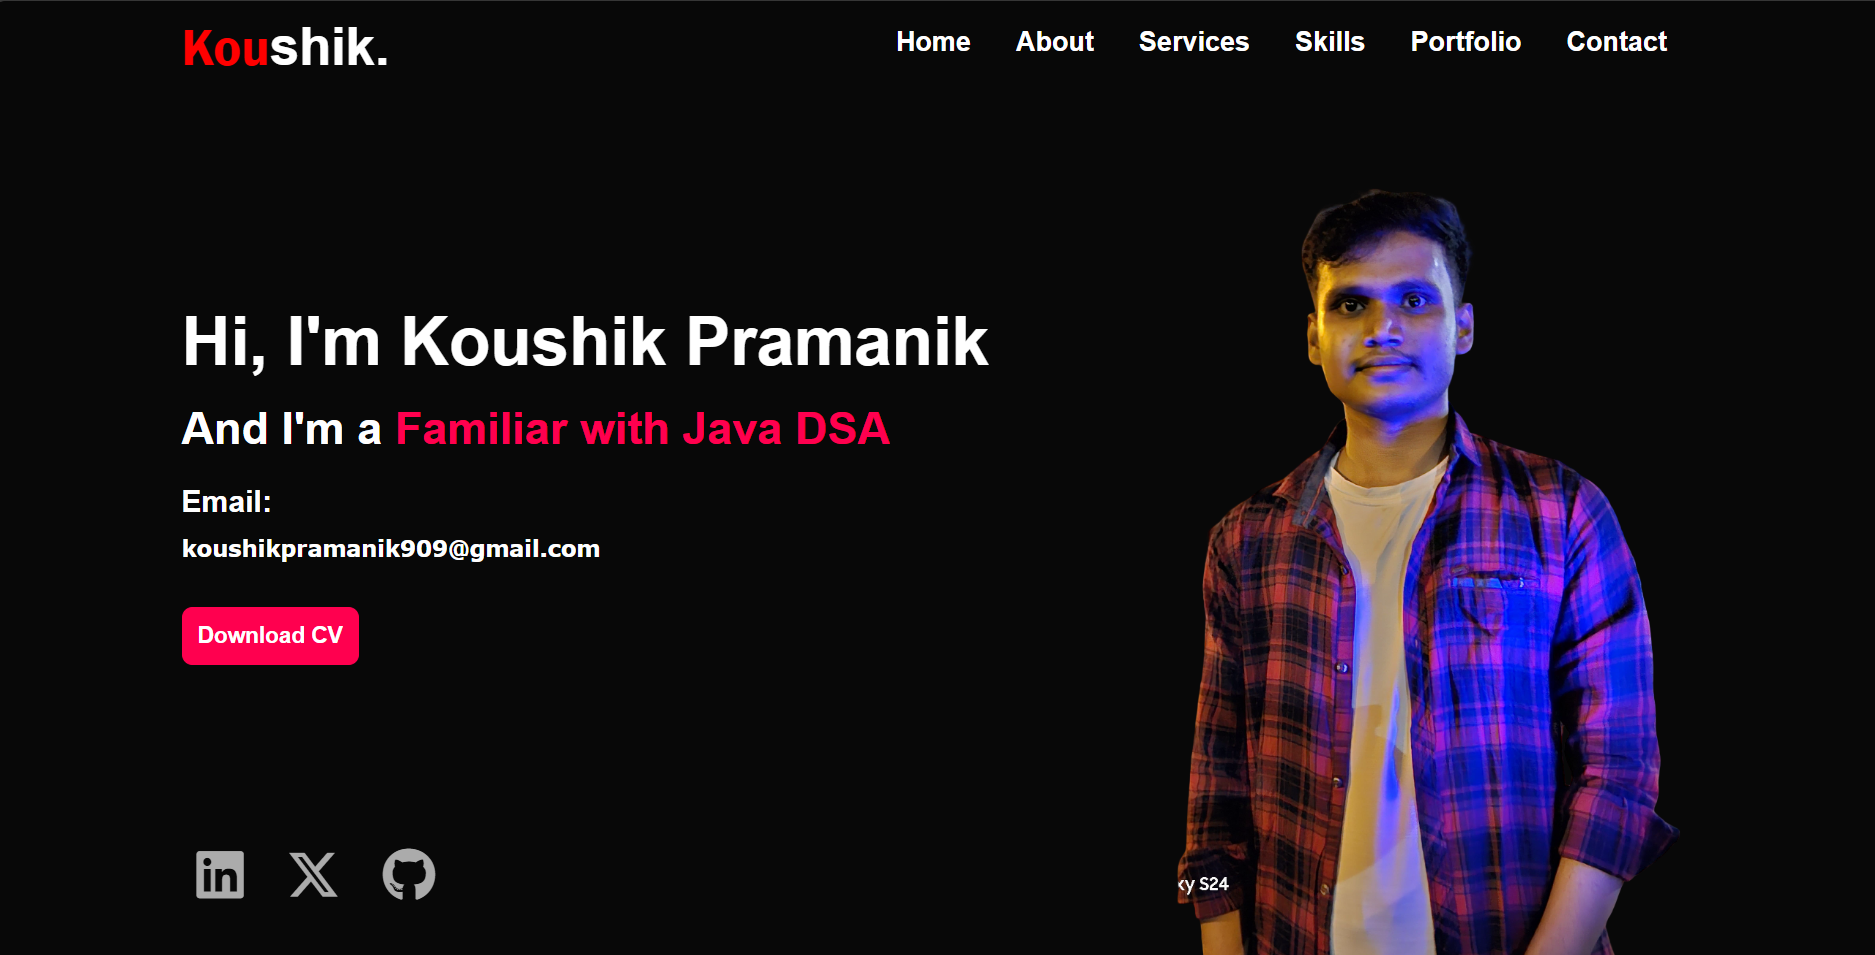 Koushik.
Home About Services Skills Portfolio Contact
Hi, I'm Koushik Pramanik
And I'm a Familiar with Java DSA
Email:
koushikpramanik909@gmail.com
Download CV
in
X
xy S24